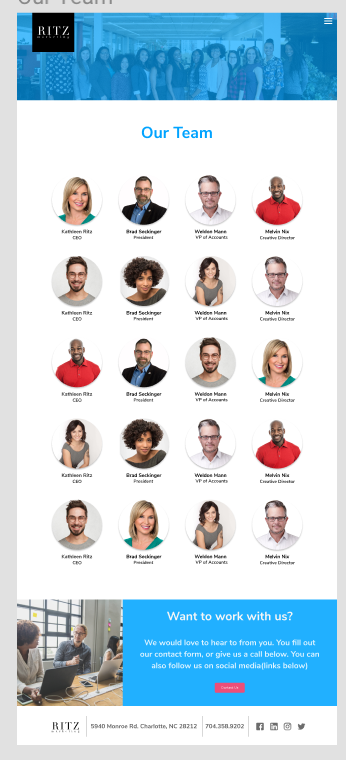 Our Team
RITZ
MARKETING
Our Team
Kathleen Ritz Brad Seckinger Weldon Mann Melvin Nix
CEO President VP of Accounts Creative Director
Kathleen Ritz Brad Seckinger Weldon Mann Melvin Nix
CEO President VP of Accounts Creative Director
Kathleen Ritz Brad Seckinger Weldon Mann Melvin Nix
CEO President VP of Accounts Creative Director
Kathleen Ritz Brad Seckinger Weldon Mann Melvin Nix
CEO President VP of Accounts Creative Director
Kathleen Ritz Brad Seckinger Weldon Mann Melvin Nix
CEO President VP of Accounts Creative Director
Want to work with us?
We would love to hear to from you. You fill out
our contact form, or give us a call below. You can
also follow us on social media(links below)
Contact Us
RITZ
MARKETING
5940 Monroe Rd. Charlotte, NC 28212 704.358.9202